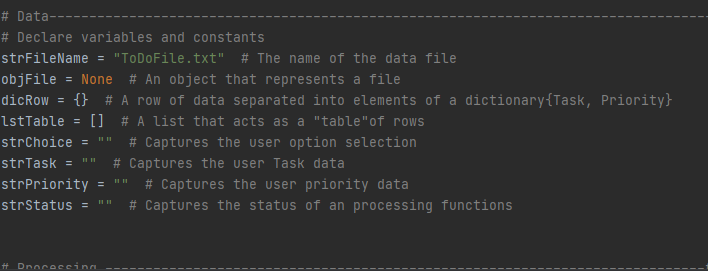 # Data---------------------------------------------------------------------------------
# Declare variables and constants
strFileName = "ToDoFile.txt"  # The name of the data file
objFile = None  # An object that represents a file
dicRow = {}  # A row of data separated into elements of a dictionary{Task, Priority}
lstTable = []  # A list that acts as a "table"of rows
strChoice = ""  # Captures the user option selection
strTask = ""  # Captures the user Task data
strPriority = ""  # Captures the user priority data
strStatus = ""  # Captures the status of an processing functions
# Processing ---------------------------------------------------------------------------